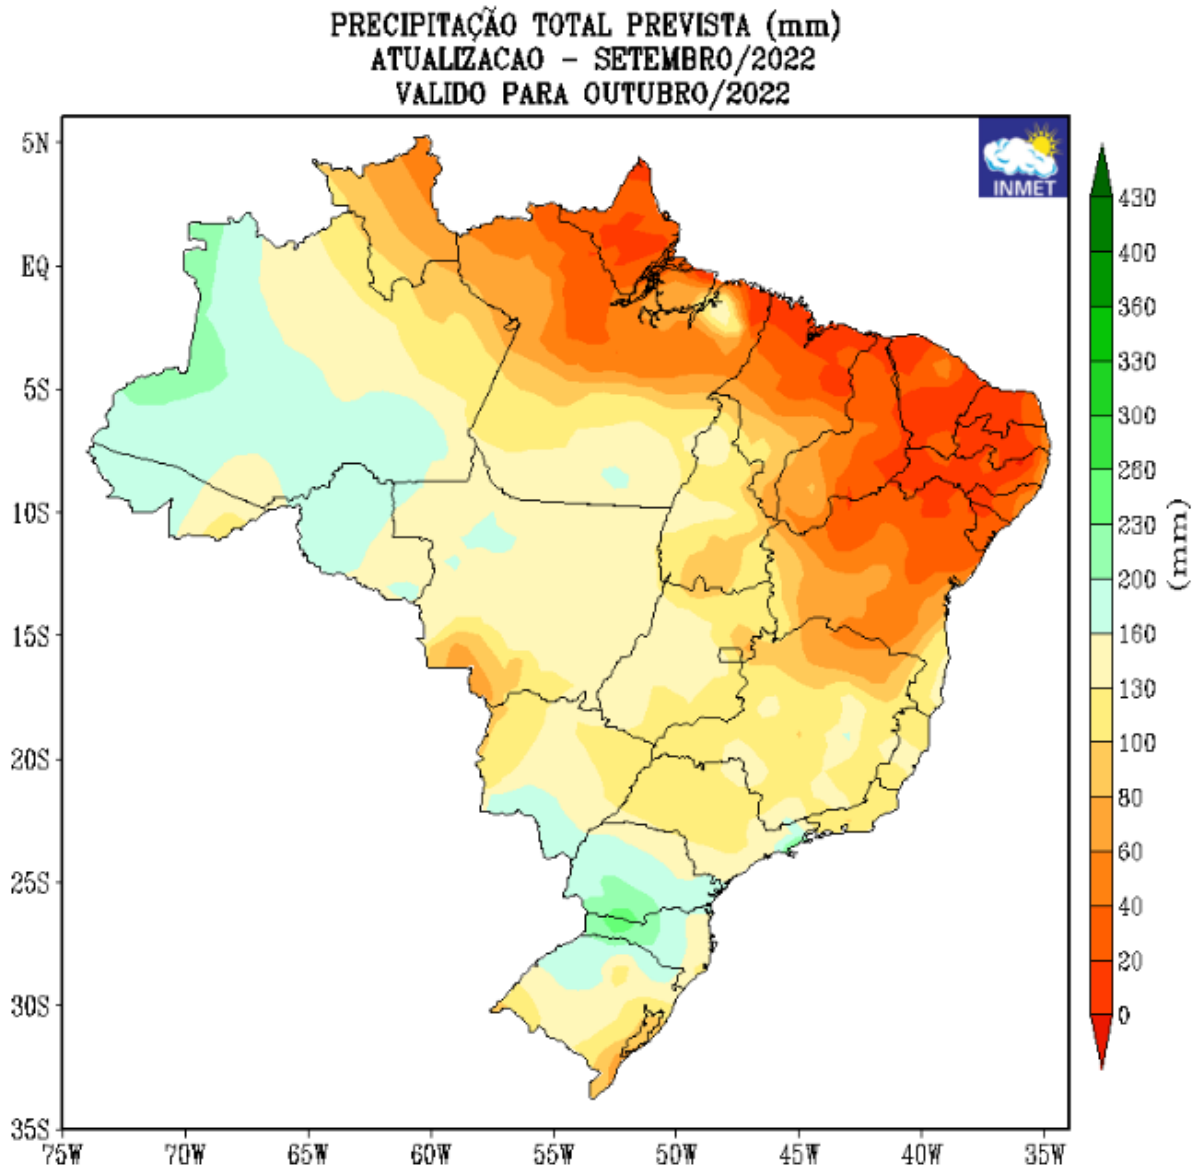 PRECIPITAÇÃO TOTAL PREVISTA (mm)
ATUALIZACAO - SETEMBRO/2022
VALIDO PARA OUTUBRO/2022
INMET
5N
EQ
5S
10S
15S
20S
25S
30S
35S
75W 70W 65W 60W 55W 50W 45W 40W 35W
430
400
360
330
300
260
230
200
160
130
100
80
60
40
20
0
(mm)